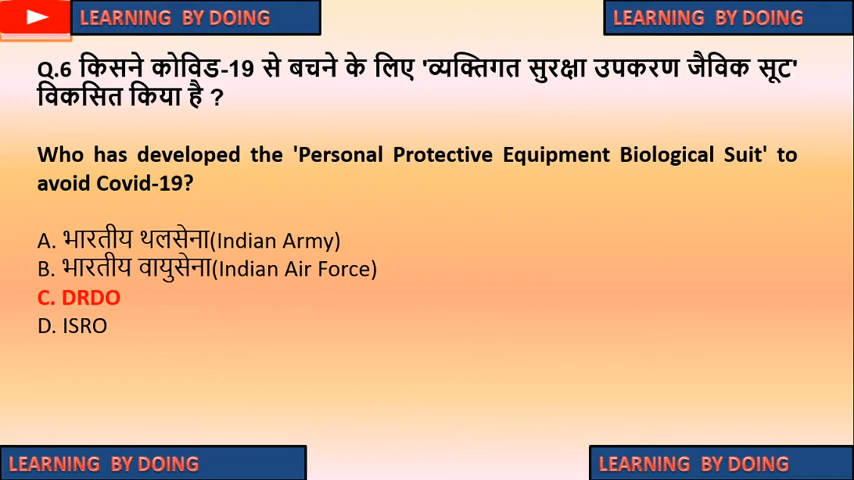 LEARNING BY DOING
LEARNING BY DOING
Q.6 किसने कोविड-19 से बचने के लिए 'व्यक्तिगत सुरक्षा उपकरण जैविक सूट'
विकसित किया है ?
Who has developed the 'Personal Protective Equipment Biological Suit' to
avoid Covid-19?
A. भारतीय थलसेना(Indian Army)
B. भारतीय वायुसेना(Indian Air Force)
C. DRDO
D. ISRO
LEARNING BY DOING
LEARNING BY DOING